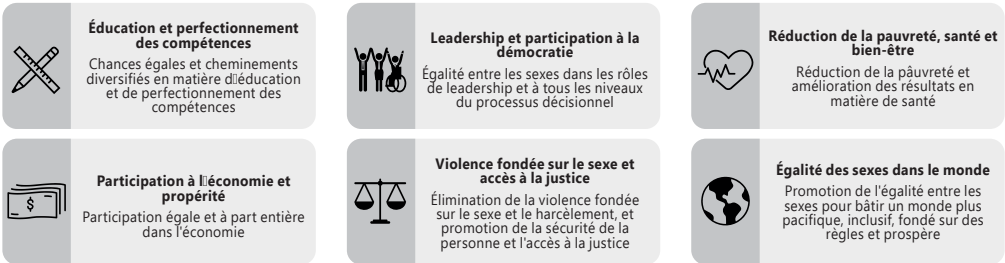 Éducation et perfectionnement
des compétences
Chances égales et cheminements
diversifiés en matière d▯éducation
et de perfectionnement des
compétences
Leadership et participation à la
démocratie
Égalité entre les sexes dans les rôles
de leadership et à tous les niveaux
du processus décisionnel
Réduction de la pauvreté, santé et
bien-être
Réduction de la pâuvreté et
amélioration des résultats en
matière de santé
Participation à l▯économie et
propérité
Participation égale et à part entière
dans l'économie
$
Violence fondée sur le sexe et
accès à la justice
Élimination de la violence fondée
sur le sexe et le harcèlement, et
promotion de la sécurité de la
personne et l'accès à la justice
Égalité des sexes dans le monde
Promotion de l'égalité entre les
sexes pour bâtir un monde plus
pacifique, inclusif, fondé sur des
règles et prospère